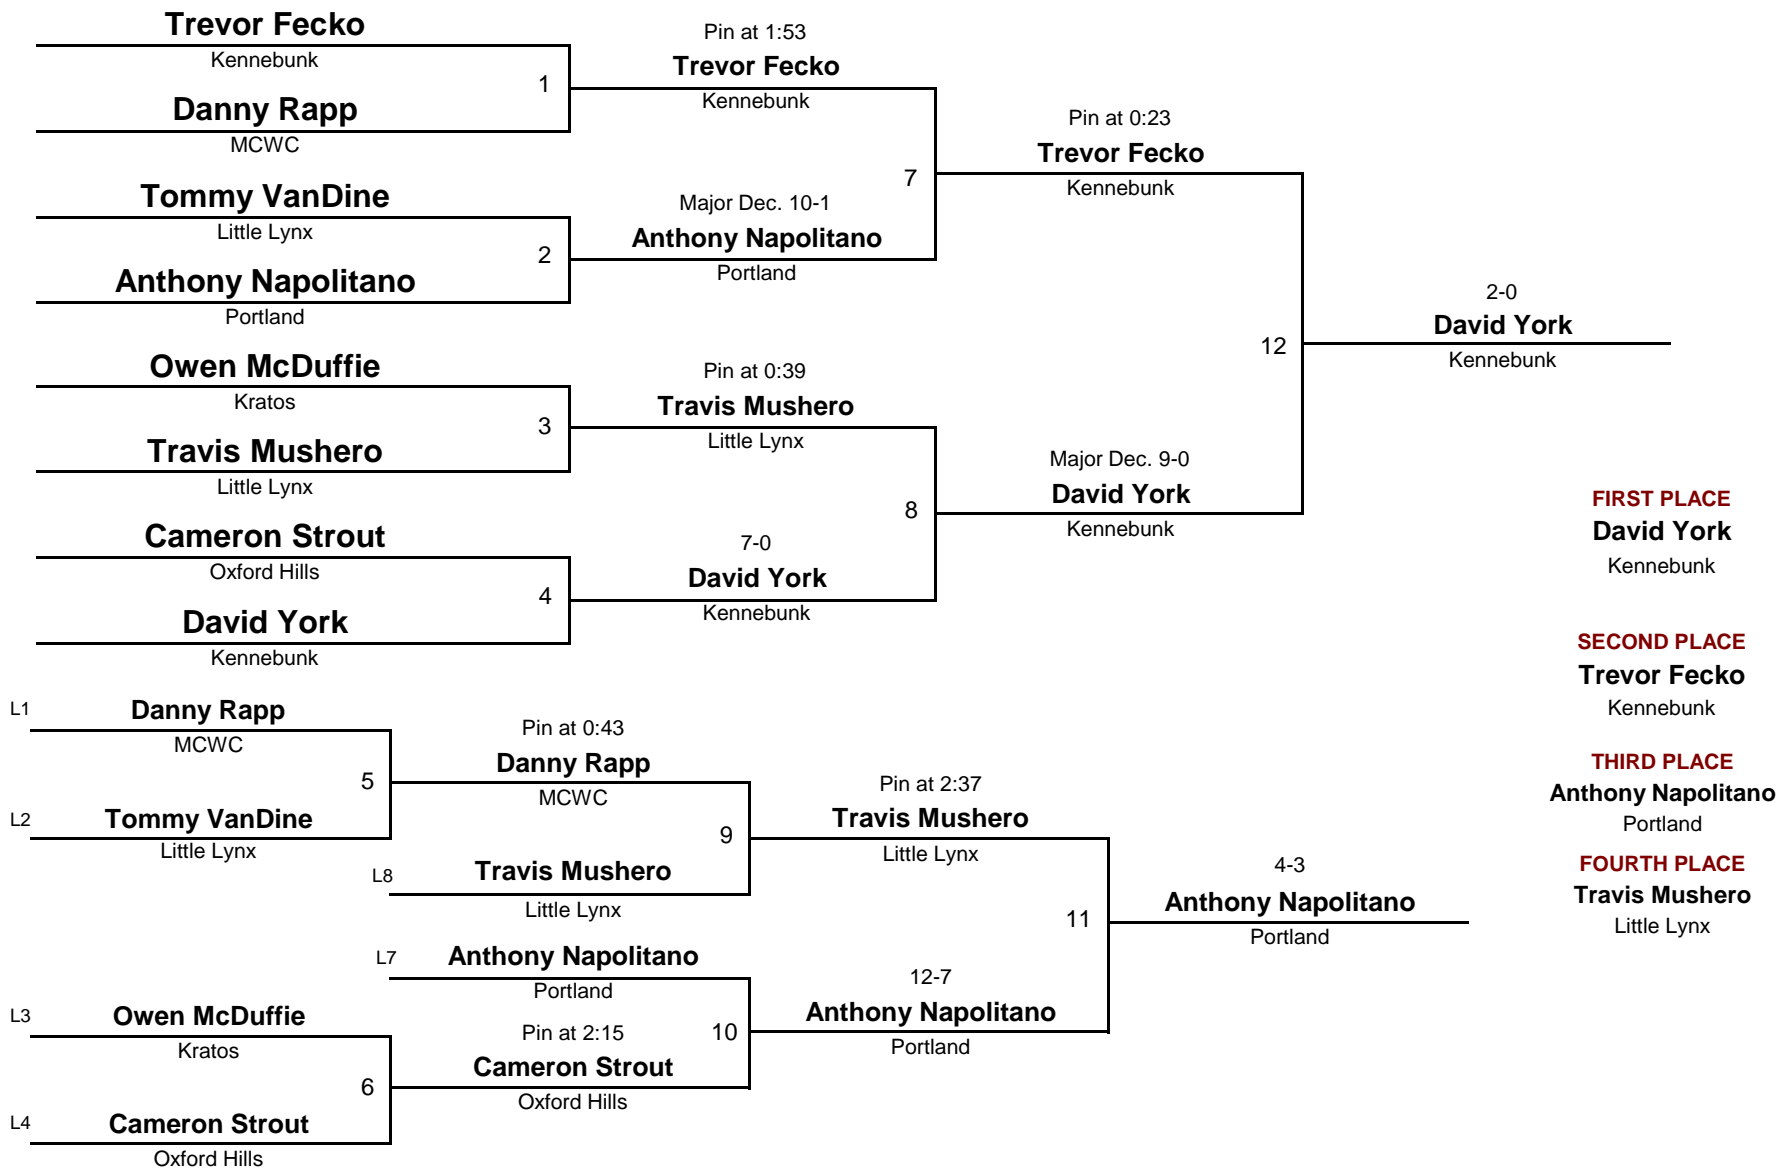 Trevor Fecko
Kennebunk
1
Danny Rapp
MCWC
Pin at 1:53
Trevor Fecko
Kennebunk
Tommy VanDine
Little Lynx
2
Anthony Napolitano
Portland
Major Dec. 10-1
Anthony Napolitano
Portland
7
Pin at 0:23
Trevor Fecko
Kennebunk
Owen McDuffie
Kratos
3
Travis Mushero
Little Lynx
Pin at 0:39
Travis Mushero
Little Lynx
Cameron Strout
Oxford Hills
4
David York
Kennebunk
7-0
David York
Kennebunk
8
Major Dec. 9-0
David York
Kennebunk
12
2-0
David York
Kennebunk
FIRST PLACE
David York
Kennebunk
SECOND PLACE
Trevor Fecko
Kennebunk
THIRD PLACE
Anthony Napolitano
Portland
FOURTH PLACE
Travis Mushero
Little Lynx
L1
Danny Rapp
MCWC
5
L2
Tommy VanDine
Little Lynx
Pin at 0:43
Danny Rapp
MCWC
9
L8
Travis Mushero
Little Lynx
Pin at 2:37
Travis Mushero
Little Lynx
L7
Anthony Napolitano
Portland
L3
Owen McDuffie
Kratos
6
L4
Cameron Strout
Oxford Hills
Pin at 2:15
Cameron Strout
Oxford Hills
10
12-7
Anthony Napolitano
Portland
11
4-3
Anthony Napolitano
Portland